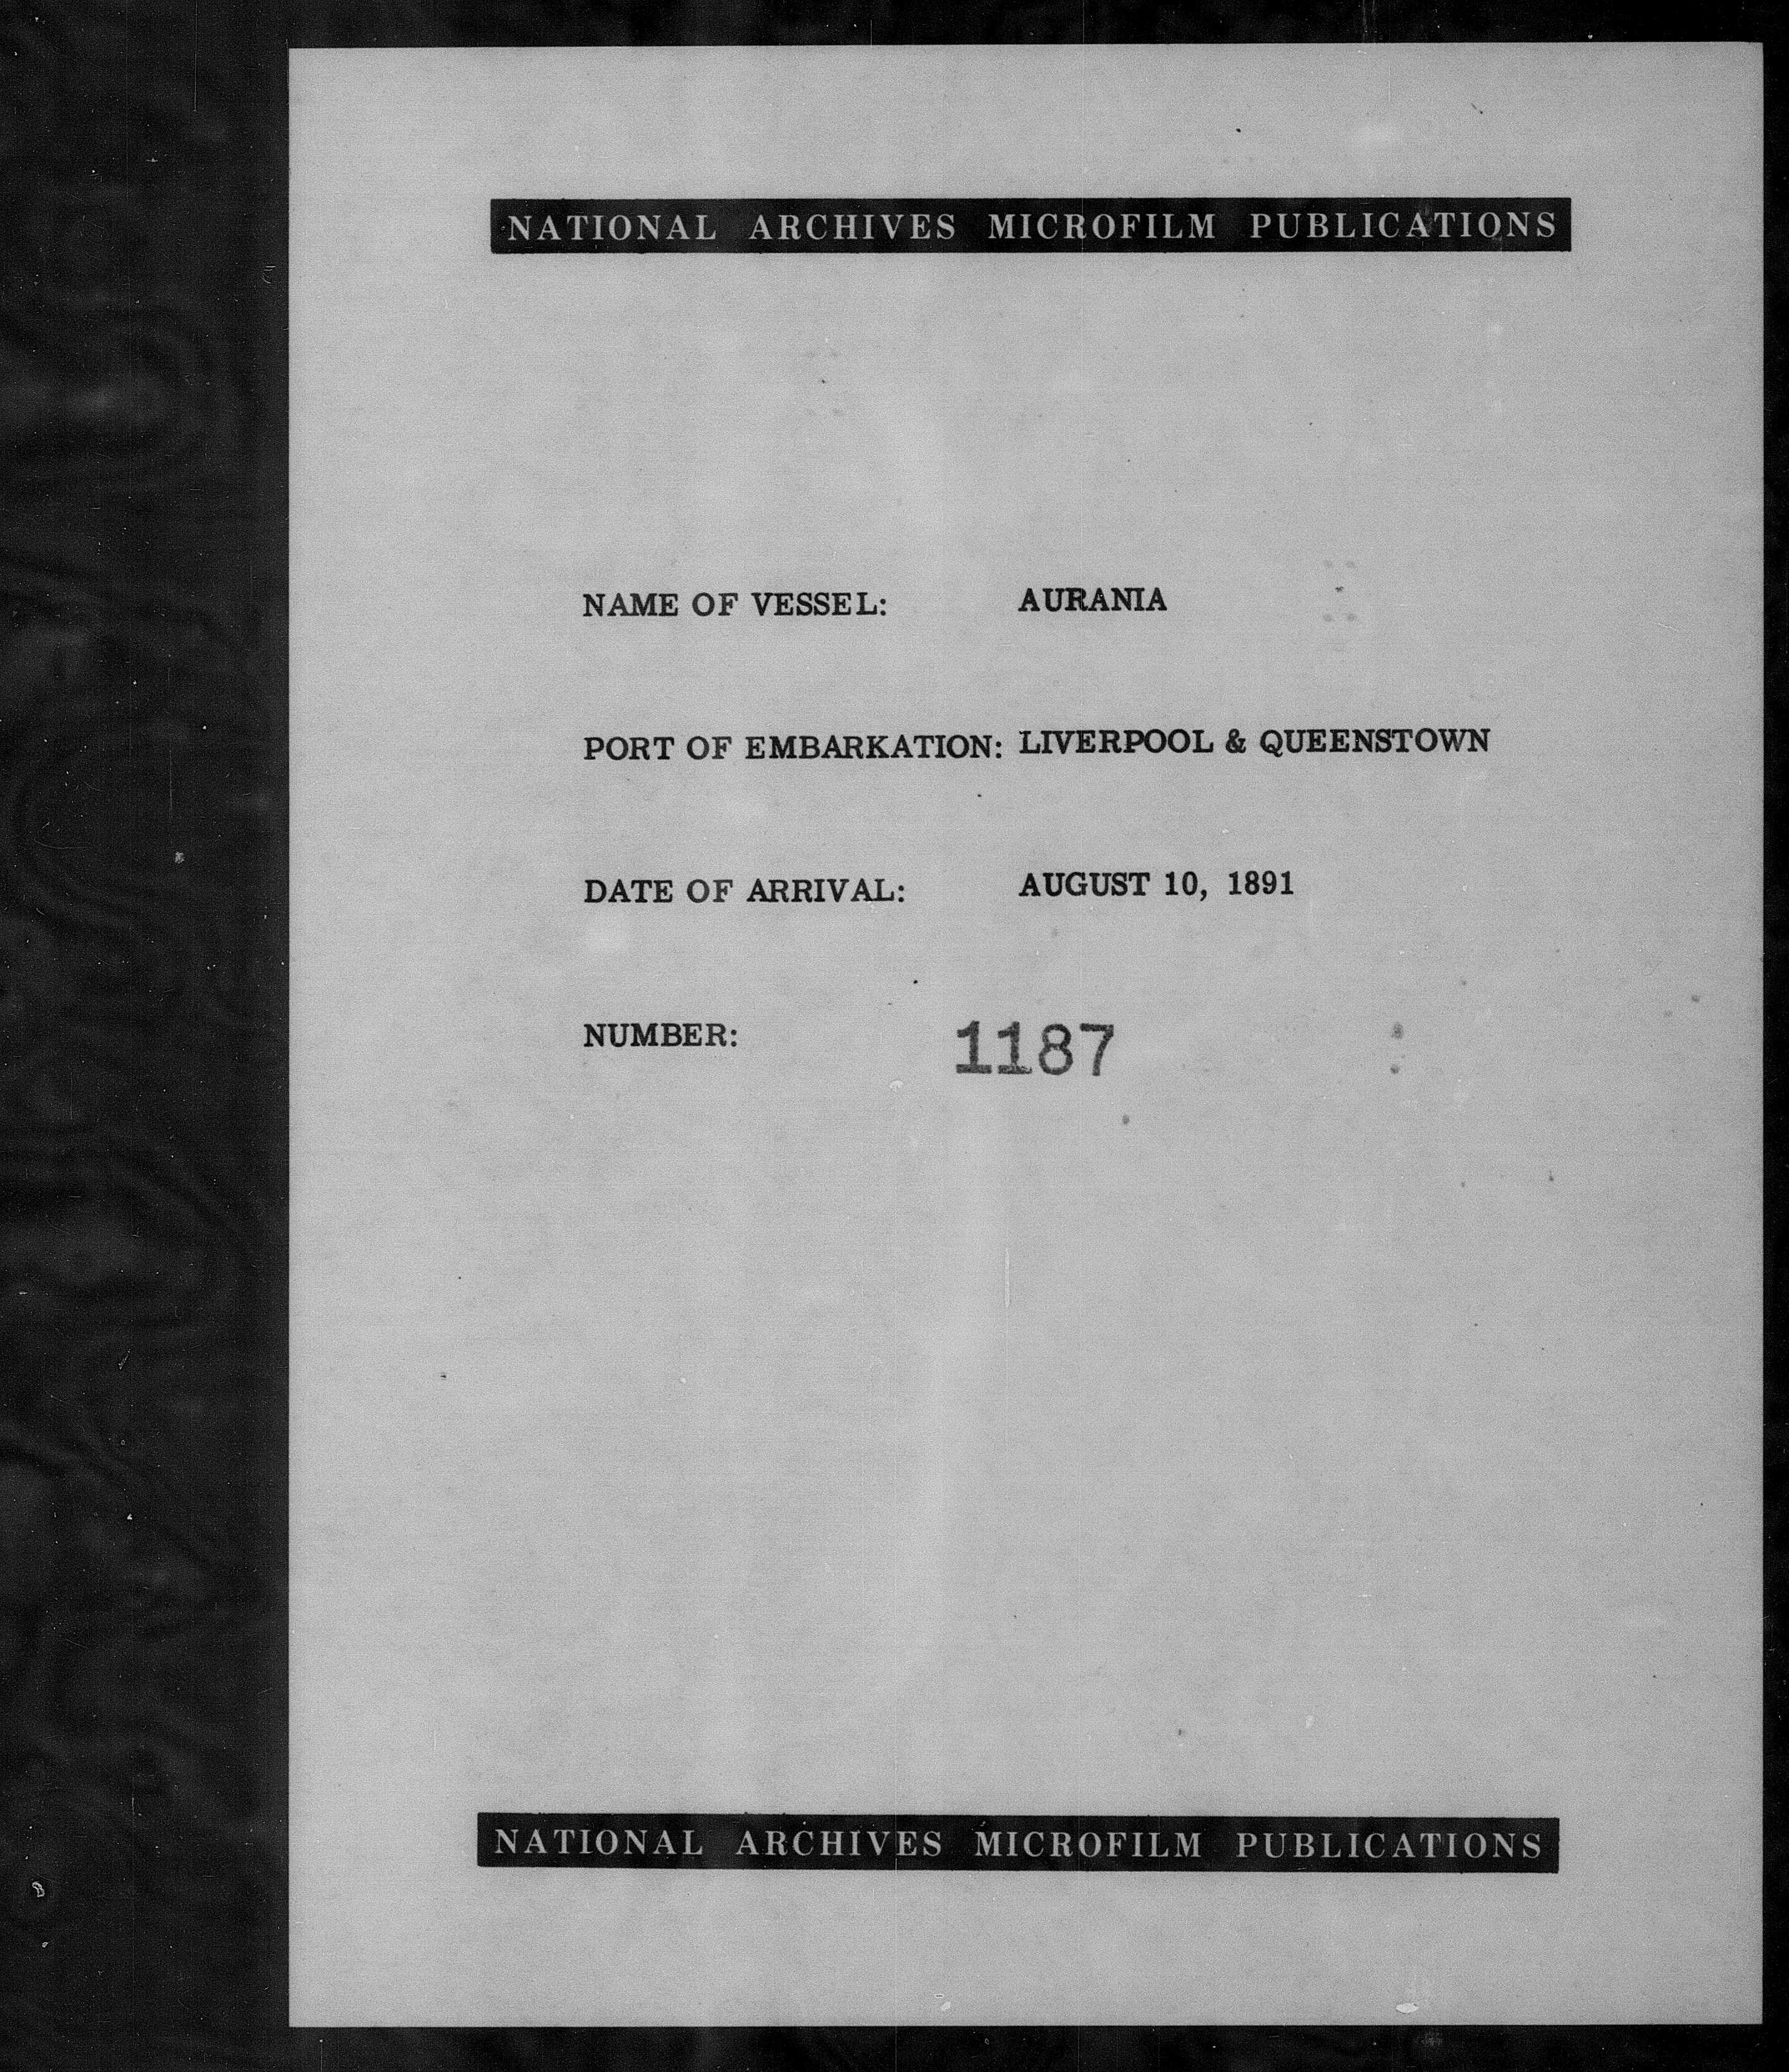 NATIONAL ARCHIVES MICROFILM PUBLICATIONS
NAME OF VESSEL: AURANIA
PORT OF EMBARKATION: LIVERPOOL & QUEENSTOWN
DATE OF ARRIVAL: AUGUST 10, 1891
NUMBER: 1187
NATIONAL ARCHIVES MICROFILM PUBLICATIONS